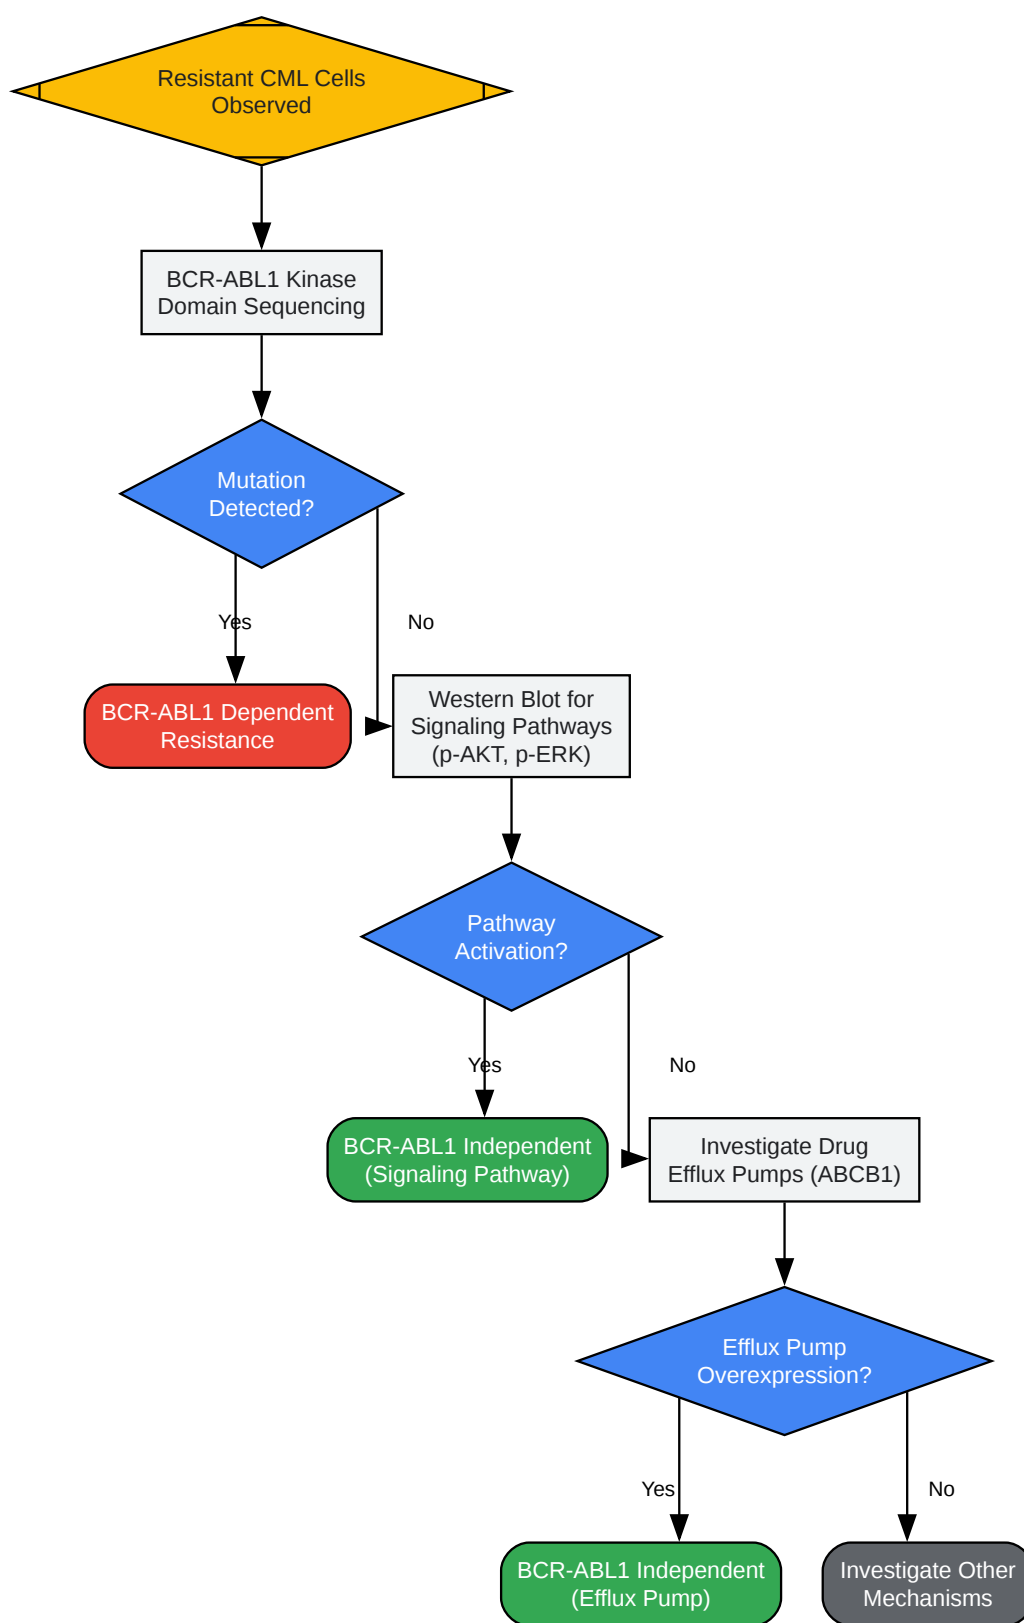 Resistant CML Cells
Observed
BCR-ABL1 Kinase
Domain Sequencing
Mutation
Detected?
Yes
No
BCR-ABL1 Dependent
Resistance
Western Blot for
Signaling Pathways
(p-AKT, p-ERK)
Pathway
Activation?
Yes
No
BCR-ABL1 Independent
(Signaling Pathway)
Investigate Drug
Efflux Pumps (ABCB1)
Efflux Pump
Overexpression?
Yes
No
BCR-ABL1 Independent
(Efflux Pump)
Investigate Other
Mechanisms